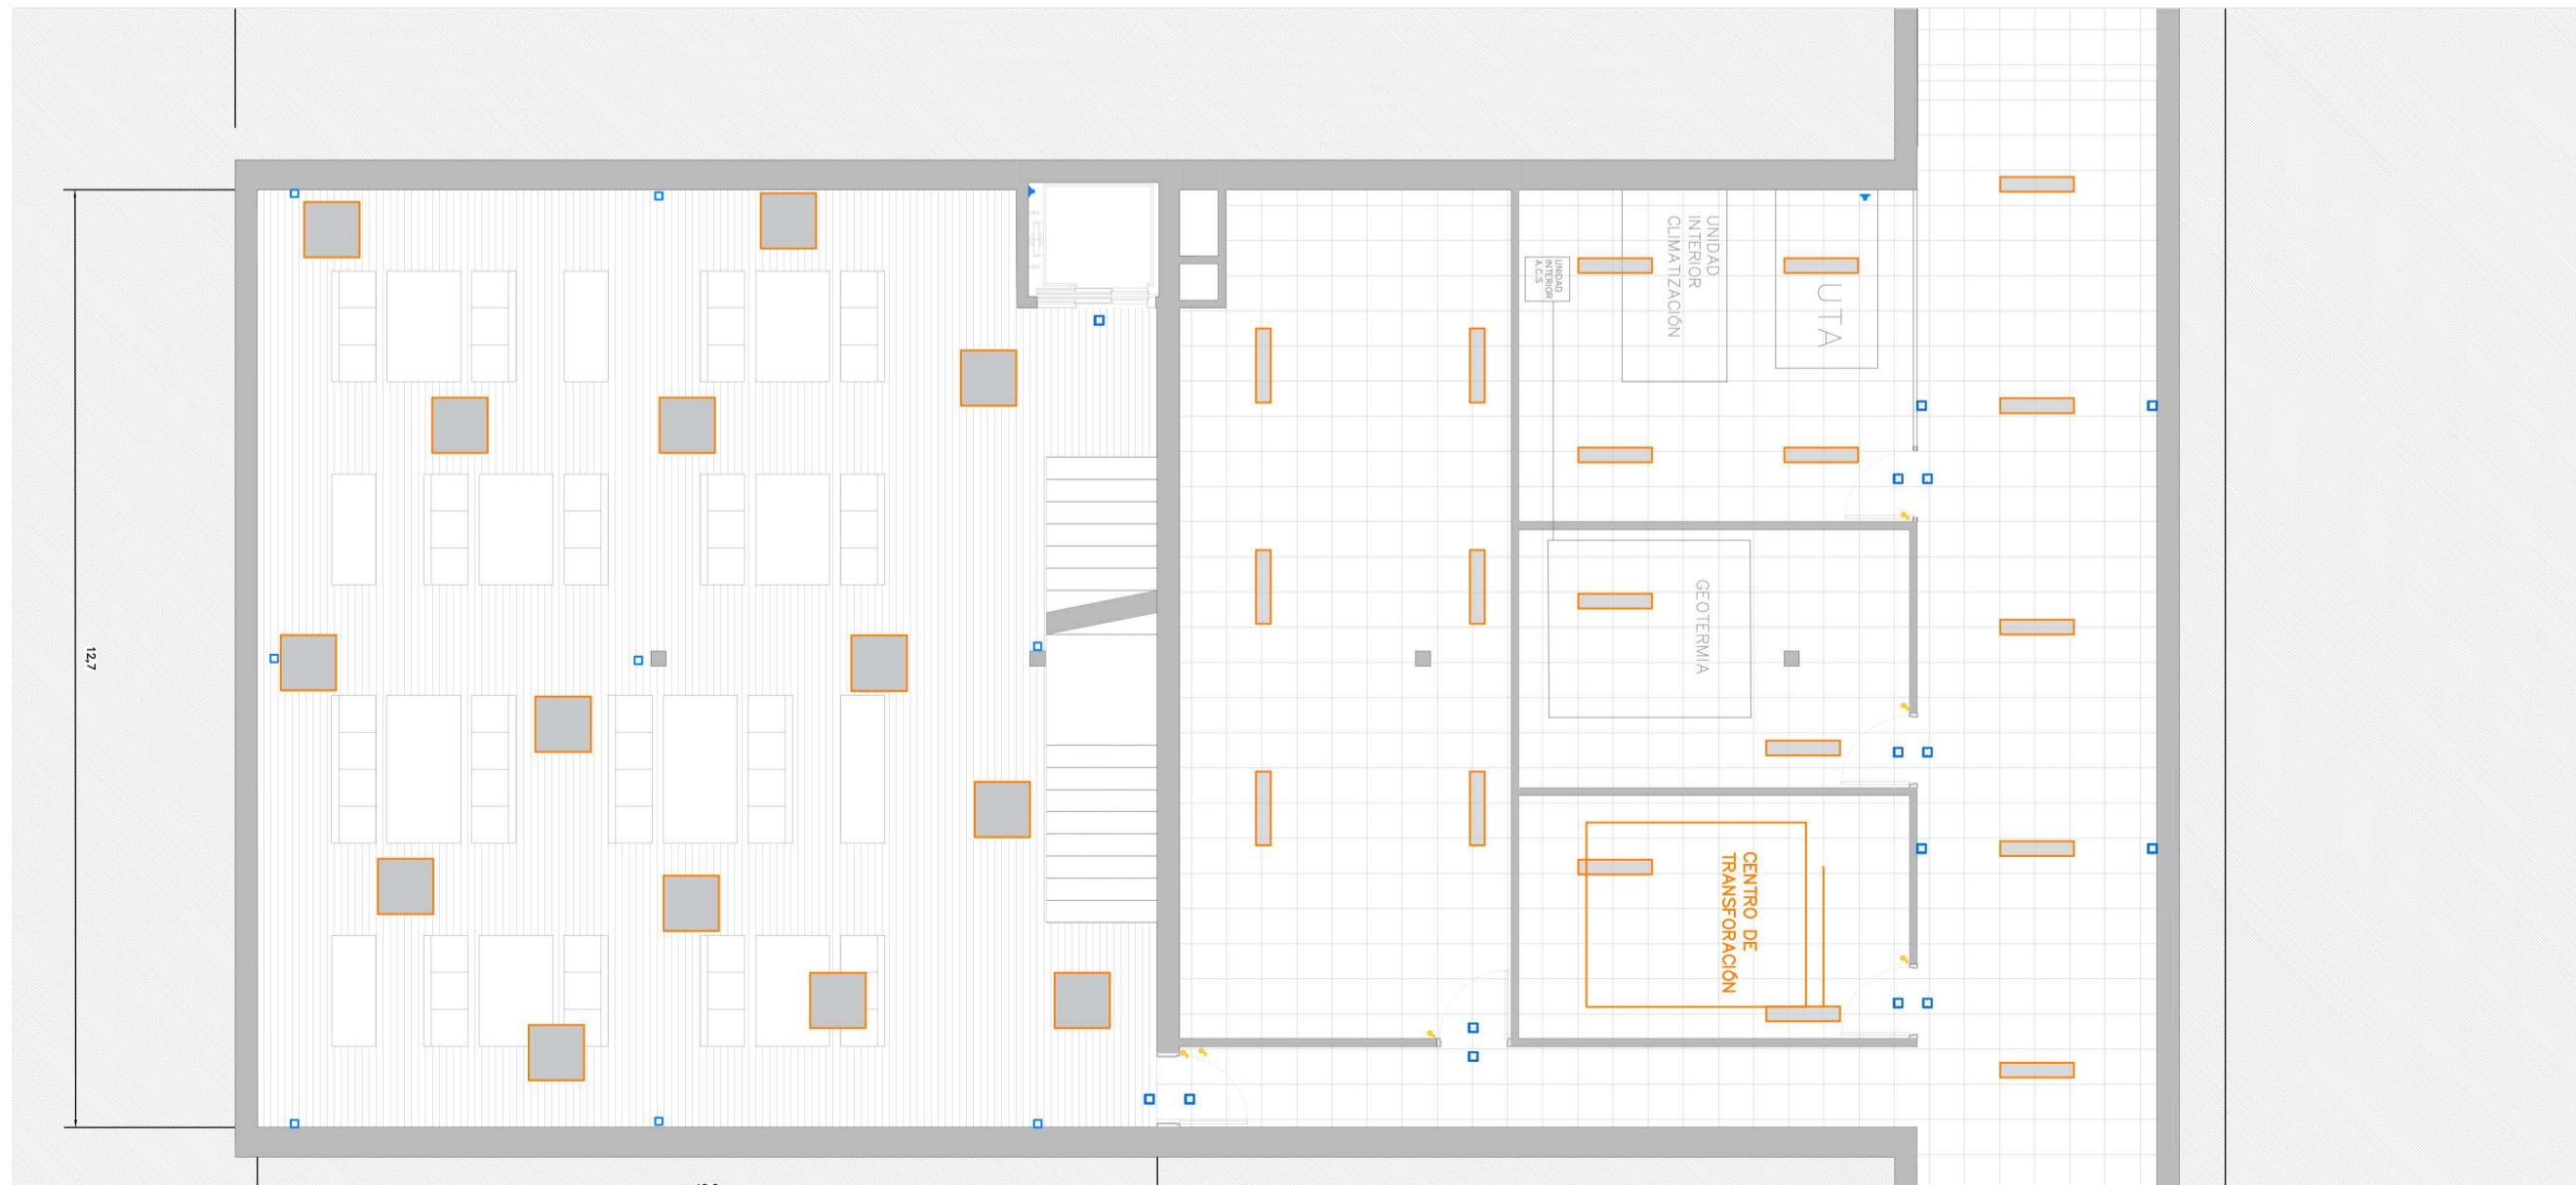 UNIDAD
INTERIOR
CLIMATIZACIÓN
UTA
UNIDAD
INTERIOR
A.C.S
GEOTERMIA
CENTRO DE
TRANSFORACIÓN
12,7